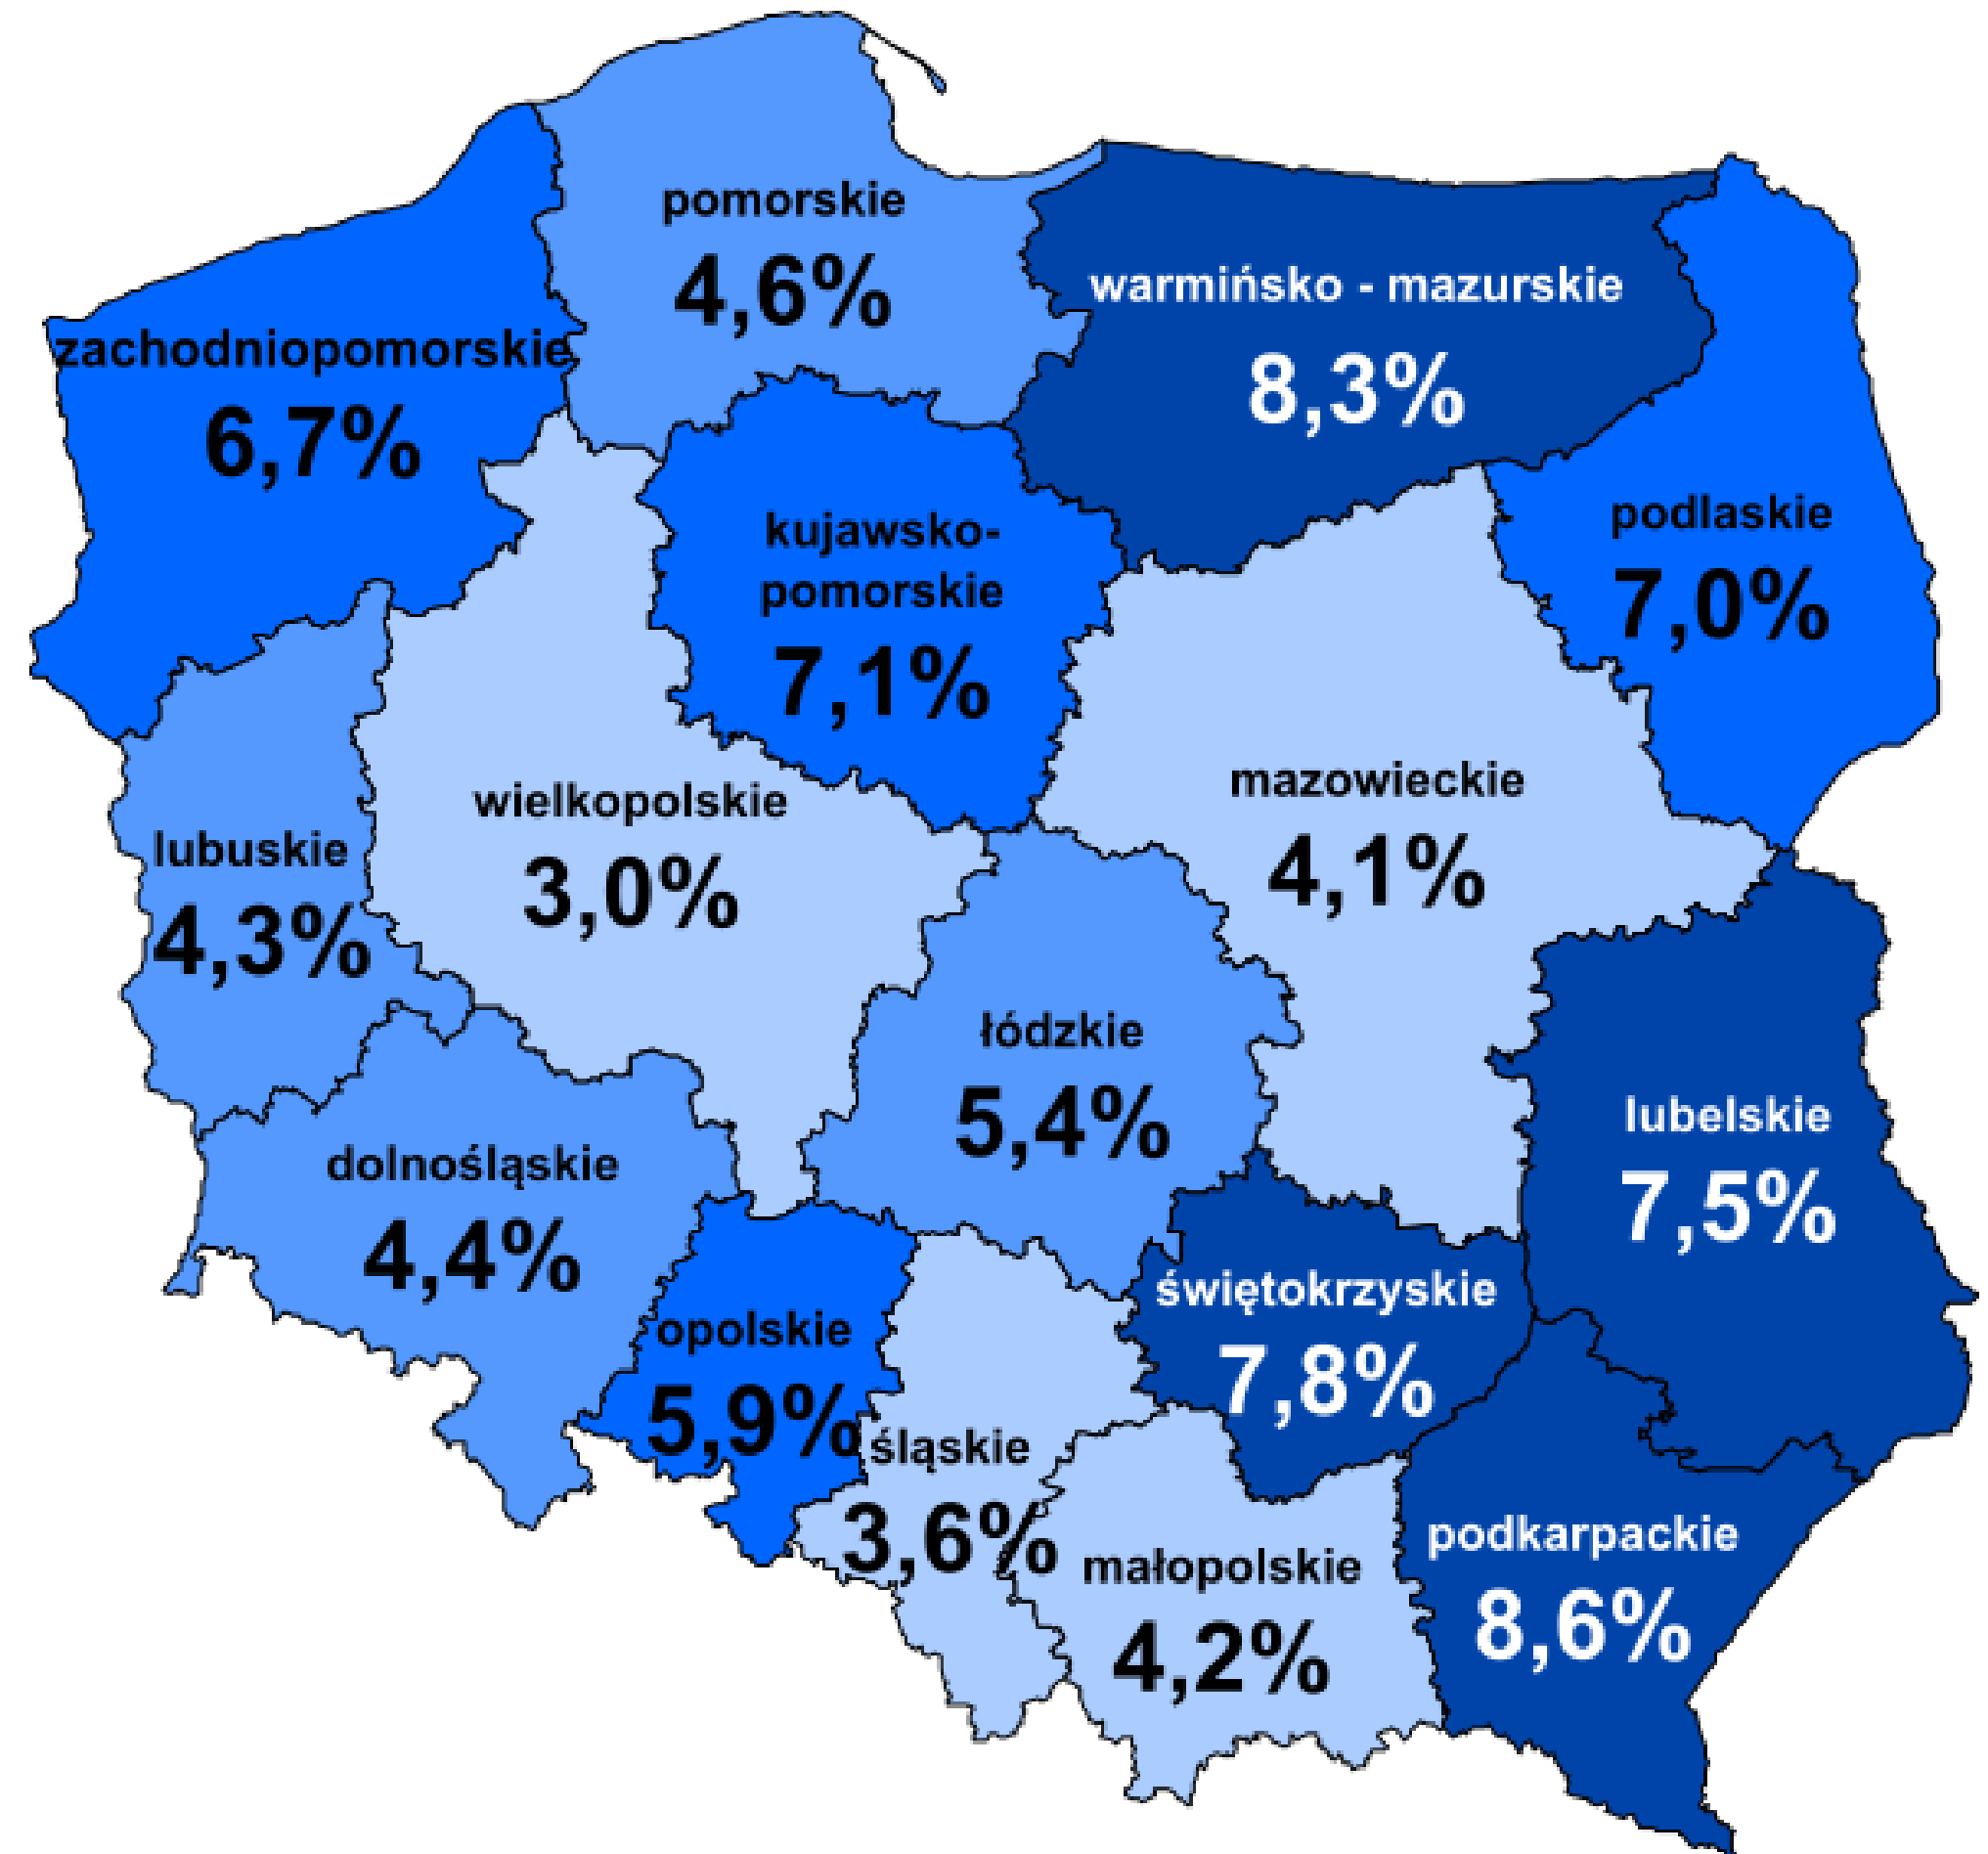 pomorskie
4,6%
warmińsko - mazurskie
8,3%
zachodniopomorskie
6,7%
podlaskie
7,0%
kujawsko-
pomorskie
7,1%
wielkopolskie
3,0%
mazowieckie
4,1%
lubuskie
4,3%
łódzkie
5,4%
lubelskie
7,5%
dolnośląskie
4,4%
świętokrzyskie
7,8%
opolskie
5,9%
śląskie
3,6%
małopolskie
4,2%
podkarpackie
8,6%